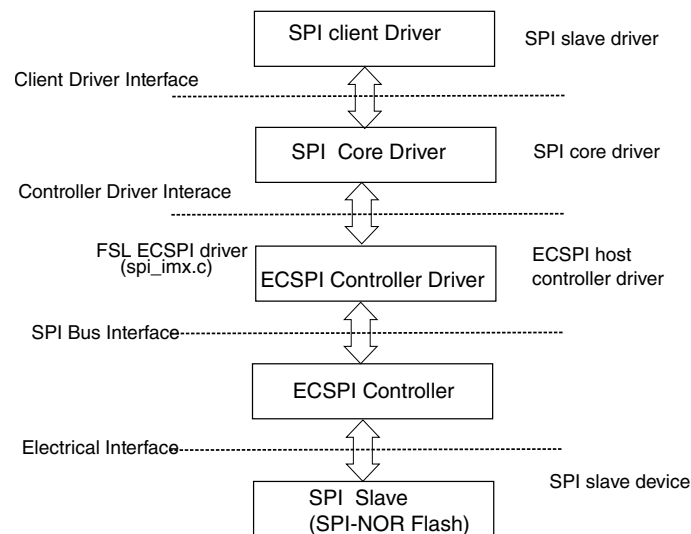 SPI client Driver
SPI slave driver
Client Driver Interface
SPI Core Driver
SPI core driver
Controller Driver Interace
FSL ECSPI driver
(spi_imx.c)
ECSPI Controller Driver
ECSPI host
controller driver
SPI Bus Interface
ECSPI Controller
Electrical Interface
SPI Slave
(SPI-NOR Flash)
SPI slave device